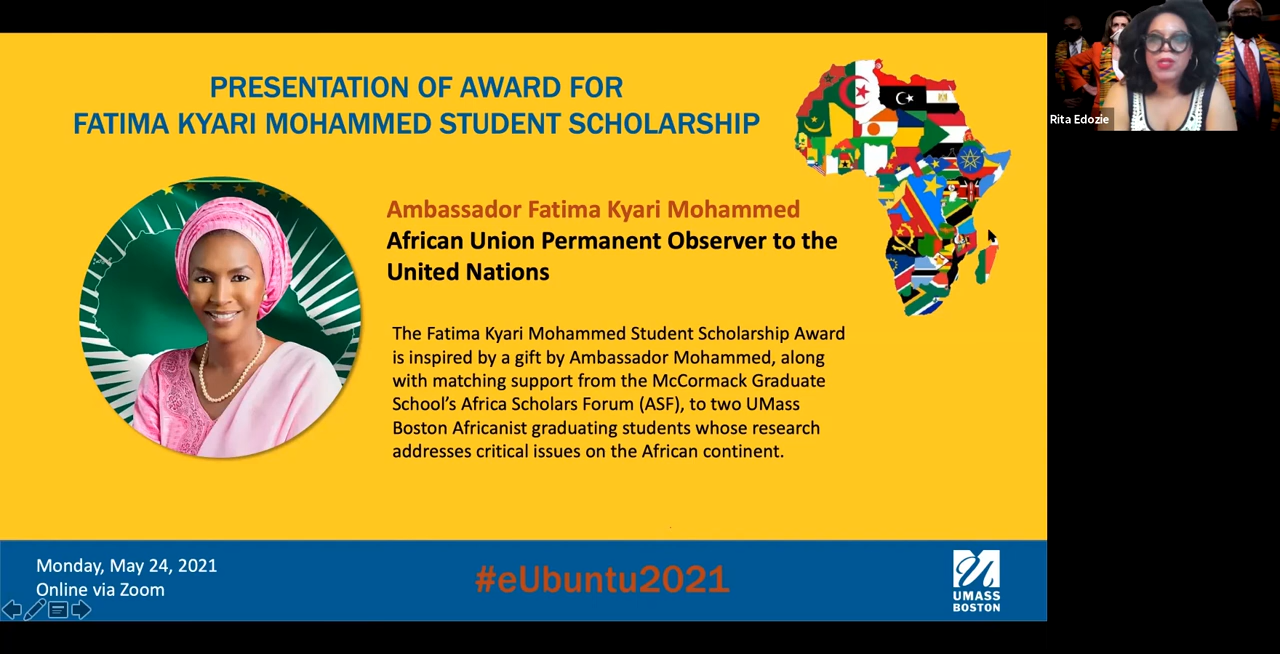 PRESENTATION OF AWARD FOR
FATIMA KYARI MOHAMMED STUDENT SCHOLARSHIP
Rita Edozie
Ambassador Fatima Kyari Mohammed
African Union Permanent Observer to the
United Nations
The Fatima Kyari Mohammed Student Scholarship Award
is inspired by a gift by Ambassador Mohammed, along
with matching support from the McCormack Graduate
School’s Africa Scholars Forum (ASF), to two UMass
Boston Africanist graduating students whose research
addresses critical issues on the African continent.
Monday, May 24, 2021
Online via Zoom
#eUbuntu2021
UMASS
BOSTON